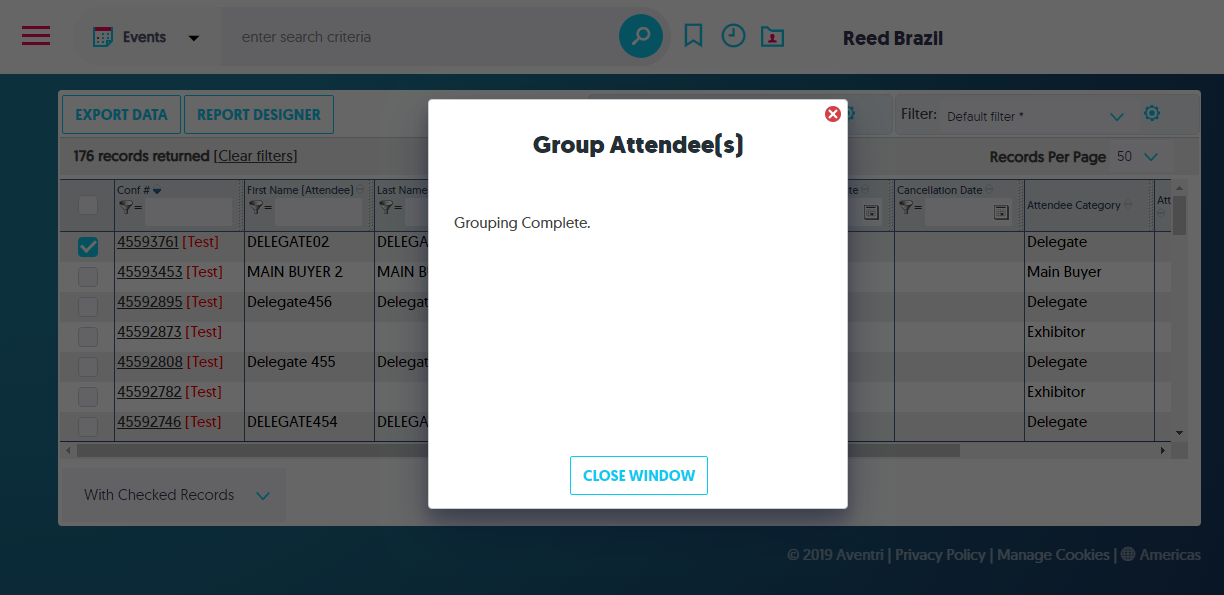 Events
enter search criteria
Reed Brazil
EXPORT DATA
REPORT DESIGNER
Filter:
Default filter *
176 records returned [Clear filters]
Records Per Page 50
Conf #
First Name [Attendee]
Last Name
te
Cancellation Date
Attendee Category
Att
=
=
=
=
45593761 [Test] DELEGATE02 DELEGA Delegate
45593453 [Test] MAIN BUYER 2 MAIN B Main Buyer
45592895 [Test] Delegate456 Delegat Delegate
45592873 [Test] Exhibitor
45592808 [Test] Delegate 455 Delegat Delegate
45592782 [Test] Exhibitor
45592746 [Test] DELEGATE454 DELEGA Delegate
With Checked Records
Group Attendee(s)
Grouping Complete.
CLOSE WINDOW
© 2019 Aventri | Privacy Policy | Manage Cookies | Americas